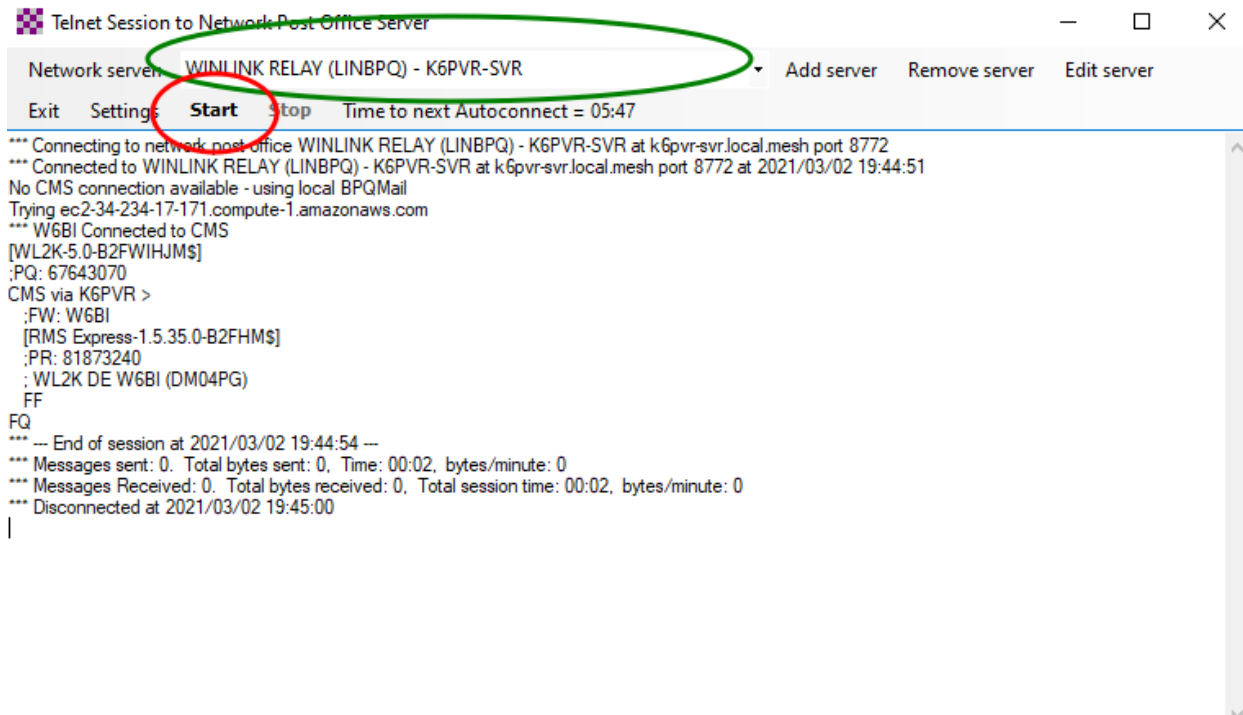 Telnet Session to Network Post Office Server
Network server WINLINK RELAY (LINBPQ) - K6PVR-SVR Add server Remove server Edit server
Exit Settings Start Stop Time to next Autoconnect = 05:47
*** Connecting to network post office WINLINK RELAY (LINBPQ) - K6PVR-SVR at k6pvr-svr.local.mesh port 8772
*** Connected to WINLINK RELAY (LINBPQ) - K6PVR-SVR at k6pvr-svr.local.mesh port 8772 at 2021/03/02 19:44:51
No CMS connection available - using local BPQMail
Trying ec2-34-234-17-171.compute-1.amazonaws.com
*** W6BI Connected to CMS
[WL2K-5.0-B2FWIHJM$]
;PQ: 67643070
CMS via K6PVR >
;FW: W6BI
[RMS Express-1.5.35.0-B2FHM$]
;PR: 81873240
; WL2K DE W6BI (DM04PG)
FF
FQ
*** --- End of session at 2021/03/02 19:44:54 ---
*** Messages sent: 0. Total bytes sent: 0, Time: 00:02, bytes/minute: 0
*** Messages Received: 0. Total bytes received: 0, Total session time: 00:02, bytes/minute: 0
*** Disconnected at 2021/03/02 19:45:00